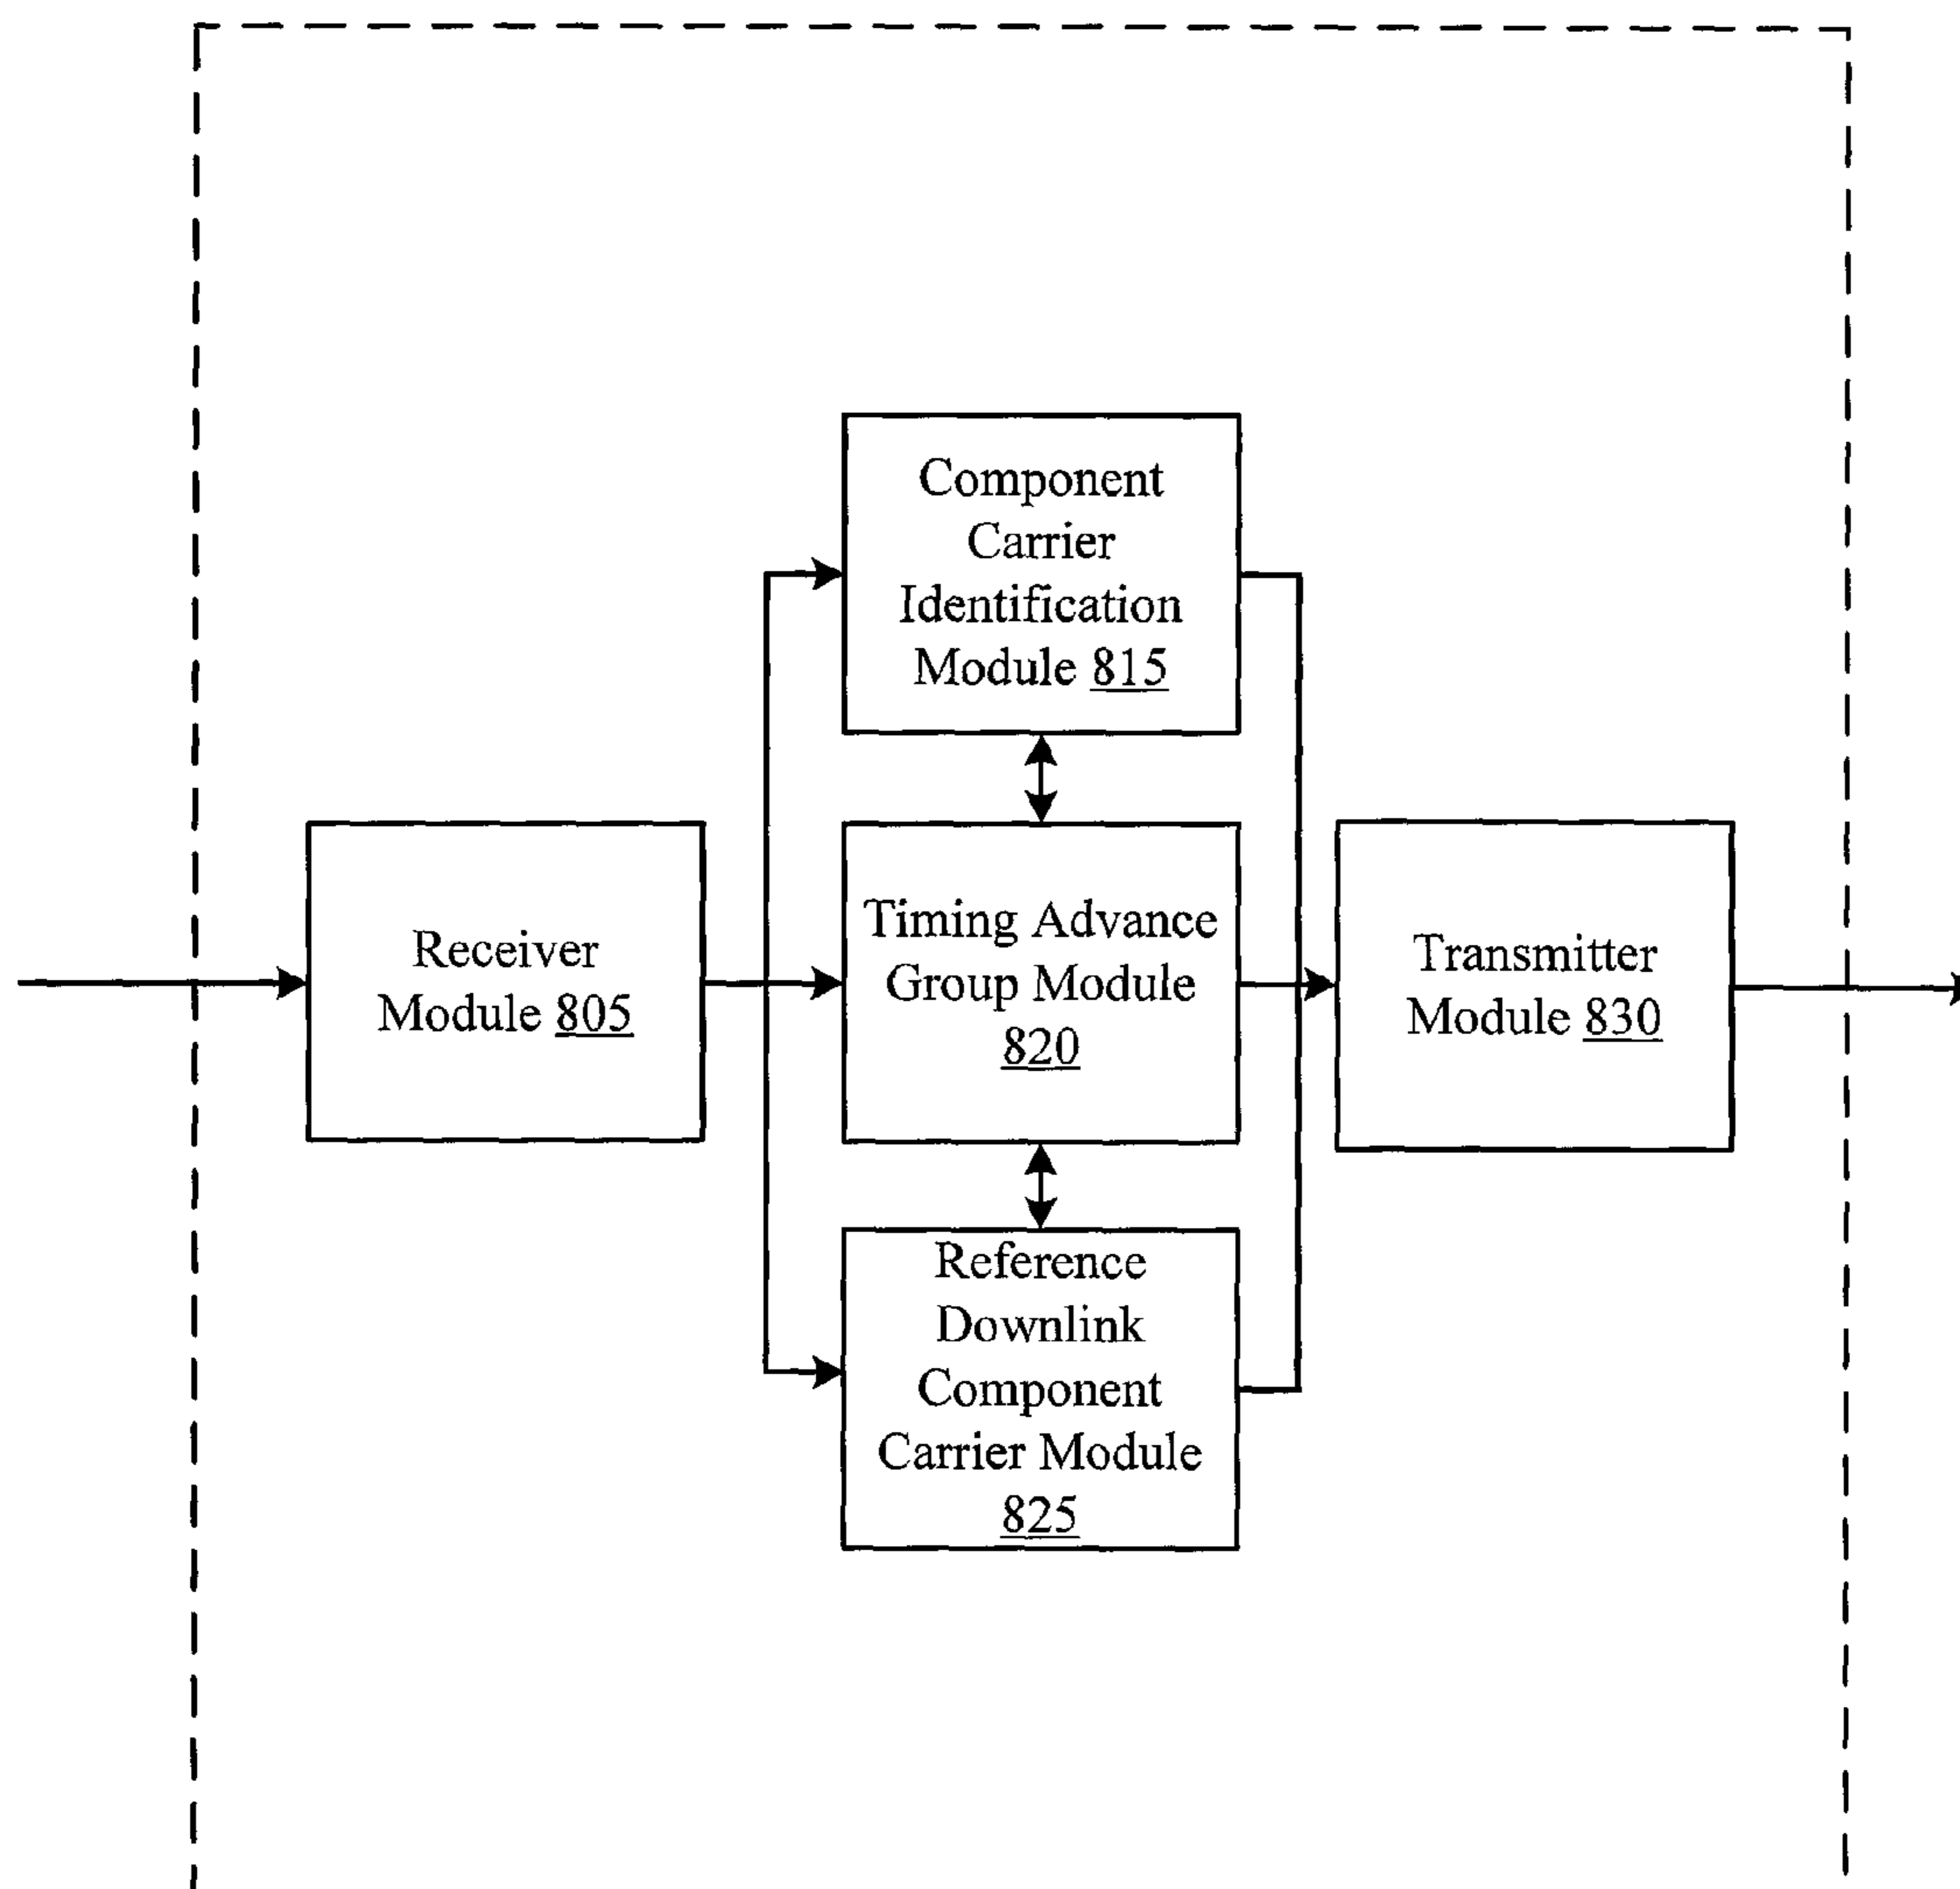 Component
Carrier
Identification
Module 815
Receiver
Module 805
Timing Advance
Group Module
820
Transmitter
Module 830
Reference
Downlink
Component
Carrier Module
825